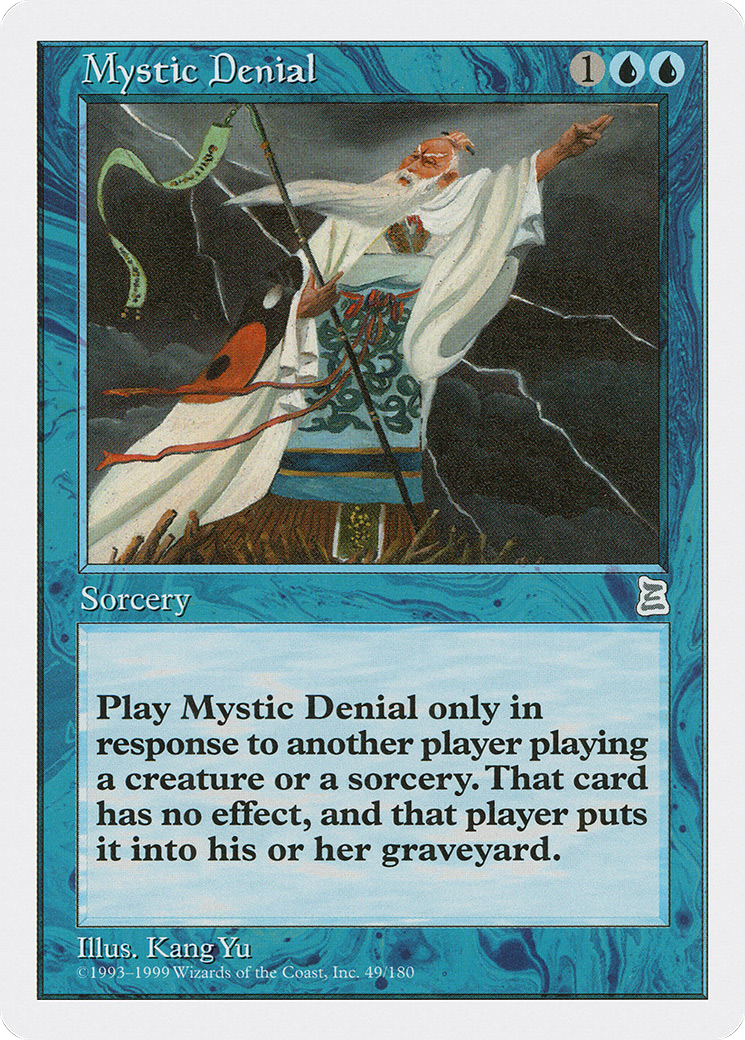 Mystic Denial 1
Sorcery
Play Mystic Denial only in
response to another player playing
a creature or a sorcery. That card
has no effect, and that player puts
it into his or her graveyard.
Illus. Kang Yu
©1993–1999 Wizards of the Coast, Inc. 49/180